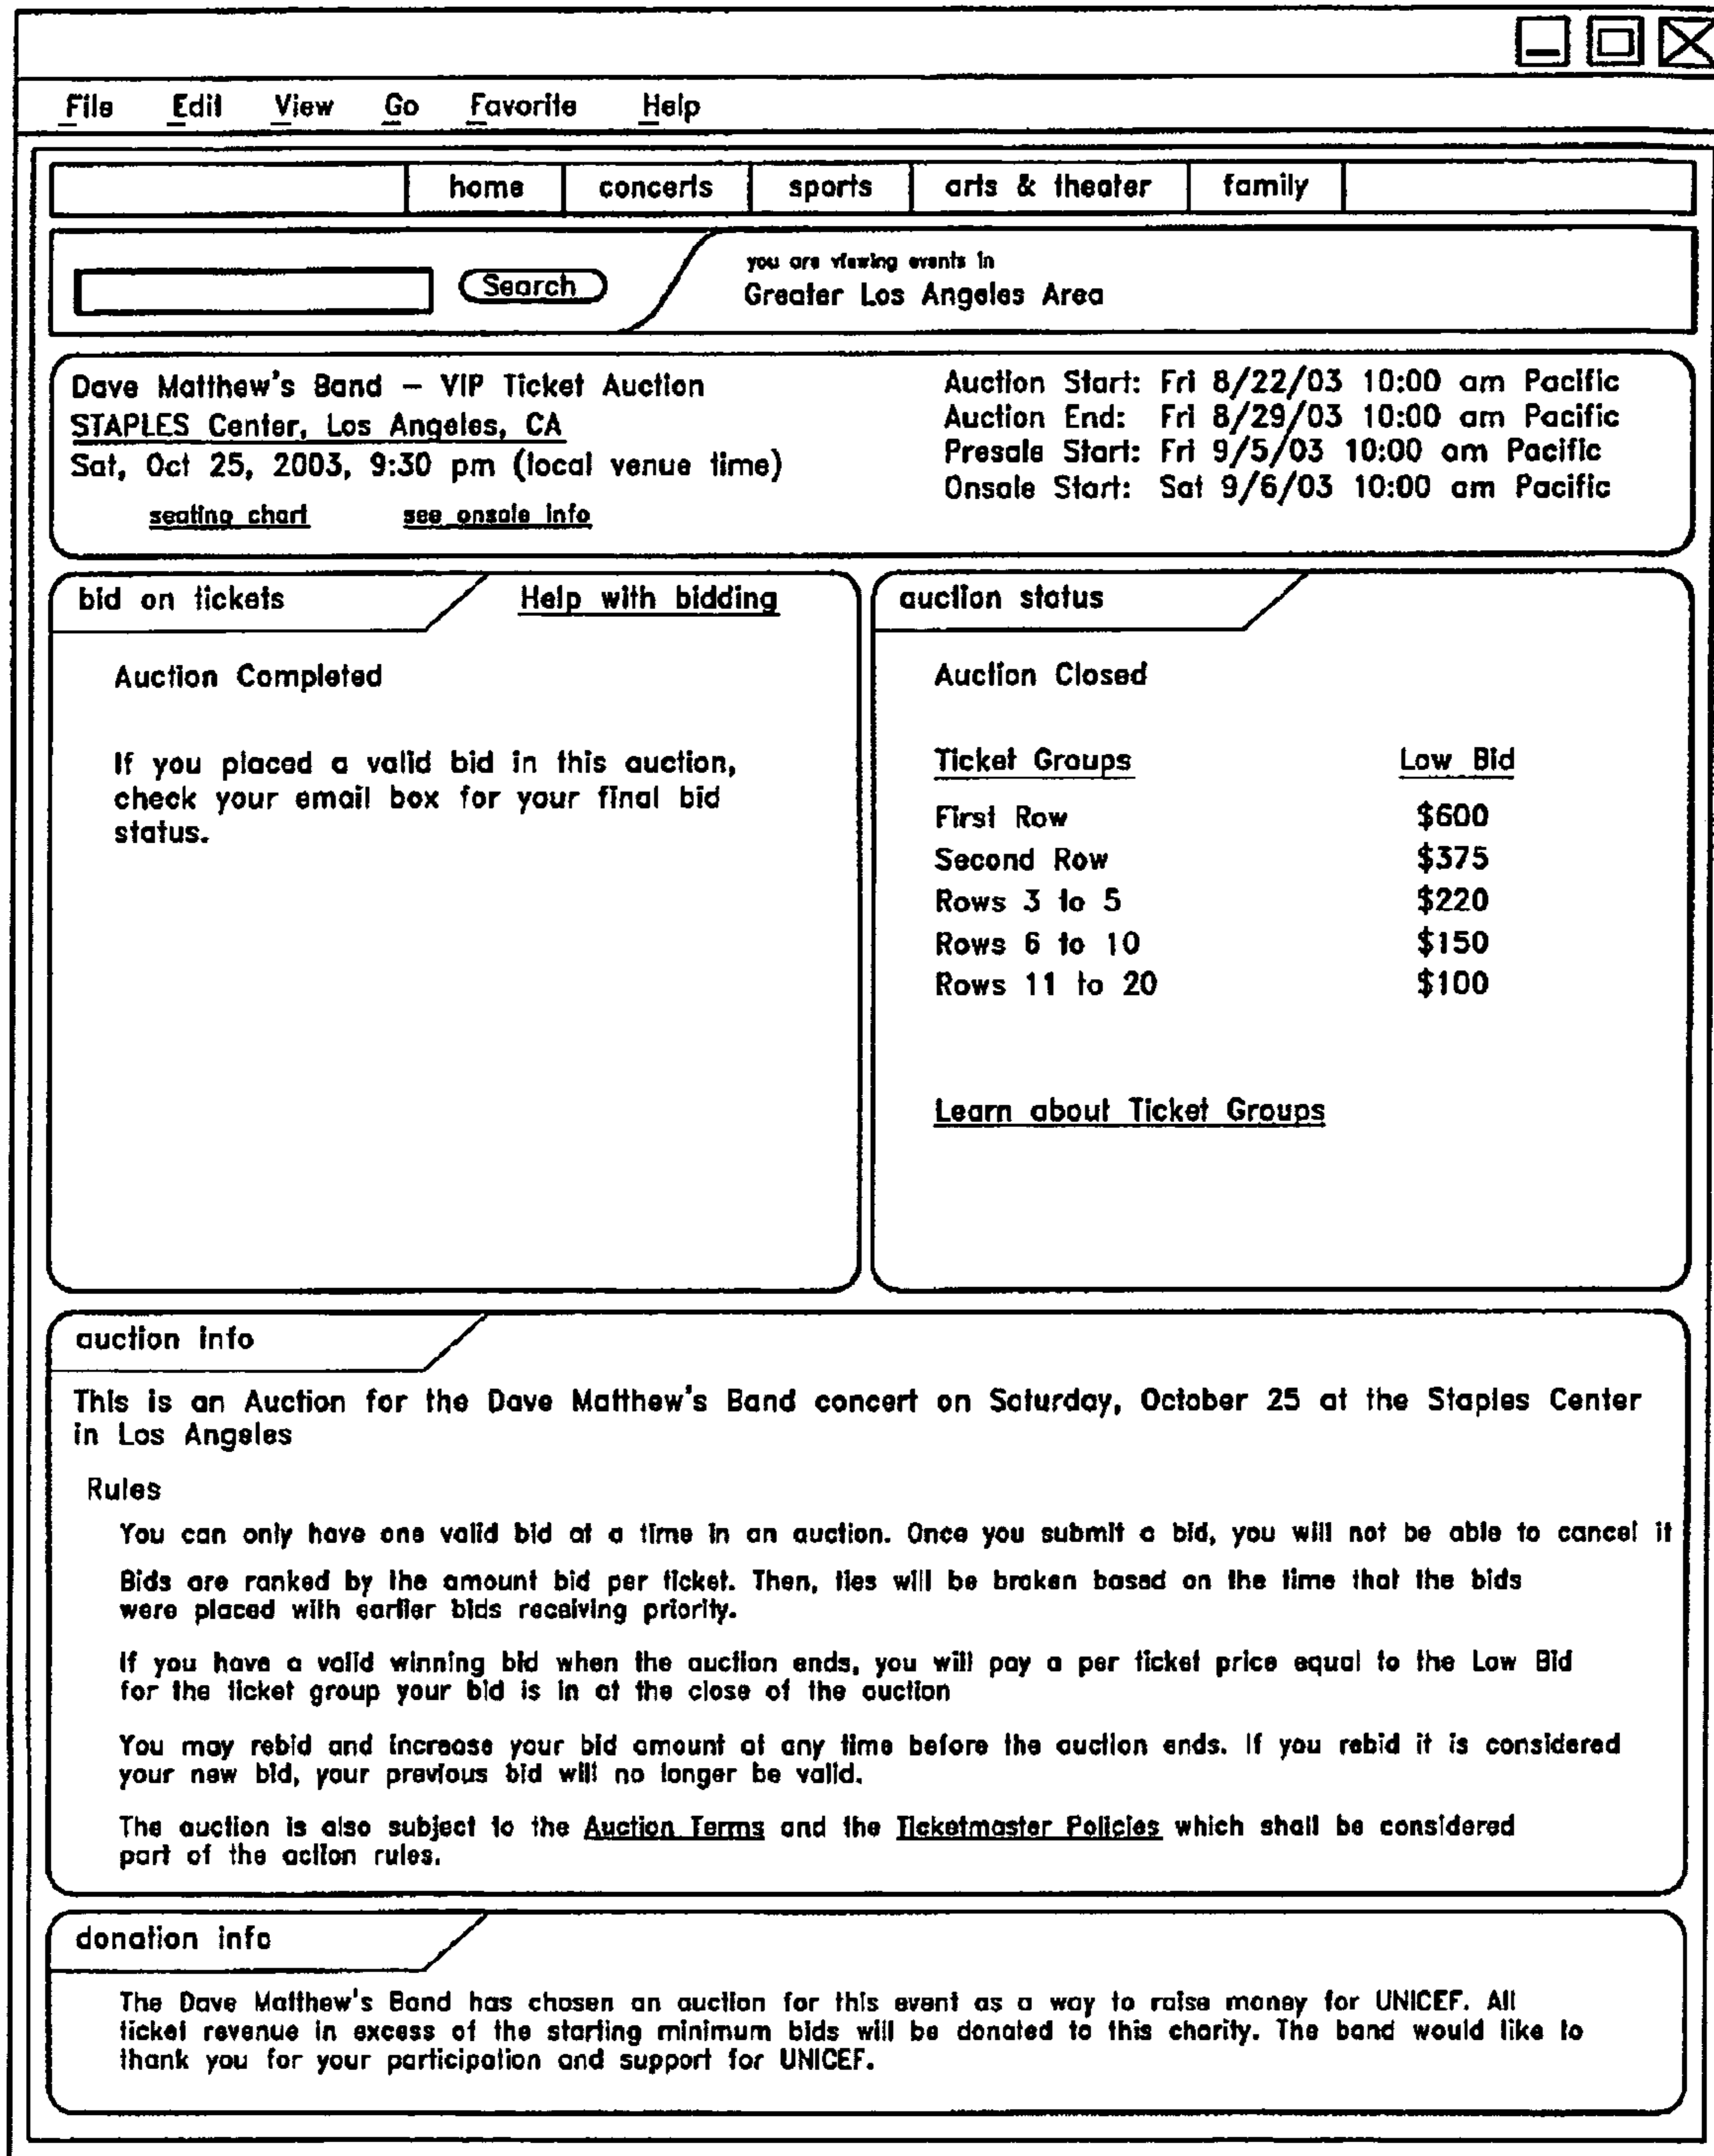 File Edit View Go Favorite Help
home concerts sports arts & theater family
Search
you are viewing events in
Greater Los Angeles Area
Dave Matthew's Band – VIP Ticket Auction
STAPLES Center, Los Angeles, CA
Sat, Oct 25, 2003, 9:30 pm (local venue time)
seating chart see onsale info
Auction Start: Fri 8/22/03 10:00 am Pacific
Auction End: Fri 8/29/03 10:00 am Pacific
Presale Start: Fri 9/5/03 10:00 am Pacific
Onsale Start: Sat 9/6/03 10:00 am Pacific
bid on tickets Help with bidding
Auction Completed
If you placed a valid bid in this auction,
check your email box for your final bid
status.
auction status
Auction Closed
Ticket Groups Low Bid
First Row $600
Second Row $375
Rows 3 to 5 $220
Rows 6 to 10 $150
Rows 11 to 20 $100
Learn about Ticket Groups
auction info
This is an Auction for the Dave Matthew's Band concert on Saturday, October 25 at the Staples Center
in Los Angeles
Rules
You can only have one valid bid at a time in an auction. Once you submit a bid, you will not be able to cancel it
Bids are ranked by the amount bid per ticket. Then, ties will be broken based on the time that the bids
were placed with earlier bids receiving priority.
If you have a valid winning bid when the auction ends, you will pay a per ticket price equal to the Low Bid
for the ticket group your bid is in at the close of the auction
You may rebid and increase your bid amount at any time before the auction ends. If you rebid it is considered
your new bid, your previous bid will no longer be valid.
The auction is also subject to the Auction Terms and the Ticketmaster Policies which shall be considered
part of the action rules.
donation info
The Dave Matthew's Band has chosen an auction for this event as a way to raise money for UNICEF. All
ticket revenue in excess of the starting minimum bids will be donated to this charity. The band would like to
thank you for your participation and support for UNICEF.